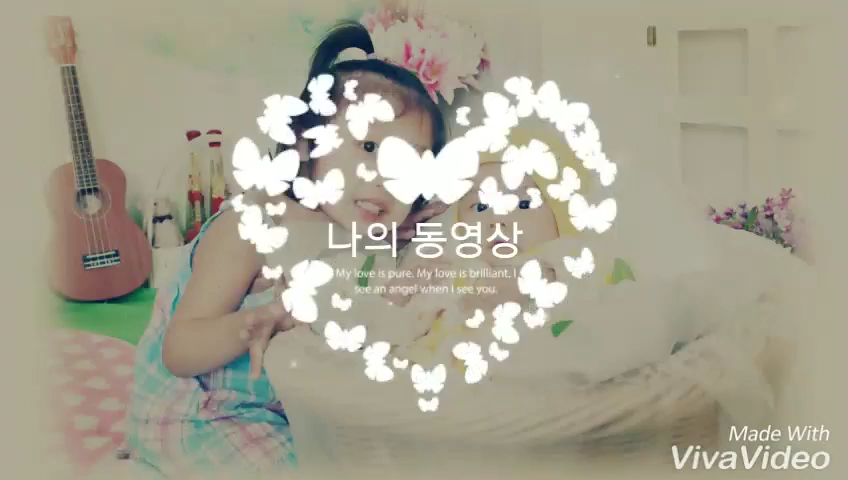 나의 동영상
My love is pure. My love is brilliant. I
see an angel when I see you.
Made With
VivaVideo